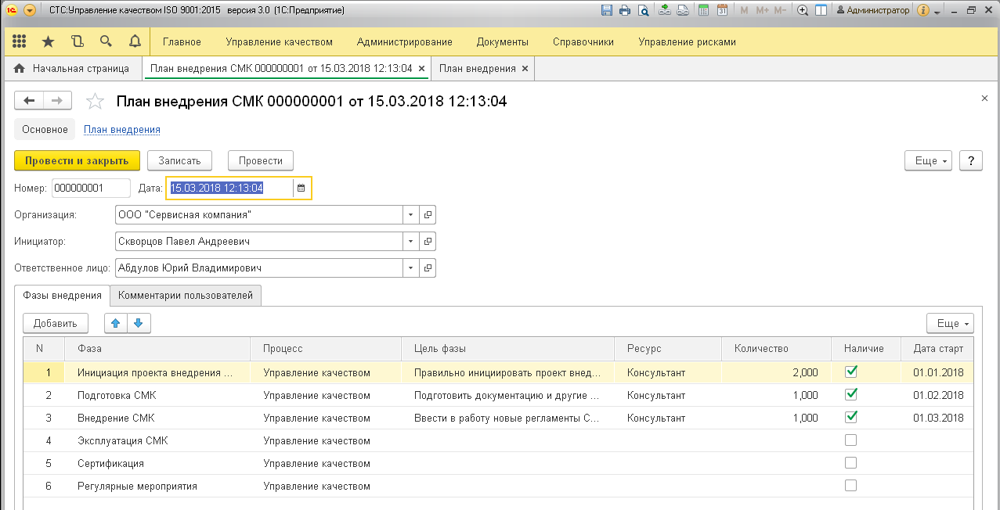 СТС:Управление качеством ISO 9001:2015 версия 3.0 (1С:Предприятие)
M M+ M- Администратор
Главное Управление качеством Администрирование Документы Справочники Управление рисками
Начальная страница План внедрения СМК 000000001 от 15.03.2018 12:13:04 × План внедрения ×
План внедрения СМК 000000001 от 15.03.2018 12:13:04
Основное План внедрения
Провести и закрыть Записать Провести Еще ?
Номер: 000000001 Дата: 15.03.2018 12:13:04
Организация: ООО "Сервисная компания"
Инициатор: Скворцов Павел Андреевич
Ответственное лицо: Абдулов Юрий Владимирович
Фазы внедрения Комментарии пользователей
Добавить Еще
N Фаза Процесс Цель фазы Ресурс Количество Наличие Дата старт
1 Инициация проекта внедрения ... Управление качеством Правильно инициировать проект внед... Консультант 2,000 01.01.2018
2 Подготовка СМК Управление качеством Подготовить документацию и другие ... Консультант 1,000 01.02.2018
3 Внедрение СМК Управление качеством Ввести в работу новые регламенты С... Консультант 1,000 01.03.2018
4 Эксплуатация СМК Управление качеством
5 Сертификация Управление качеством
6 Регулярные мероприятия Управление качеством